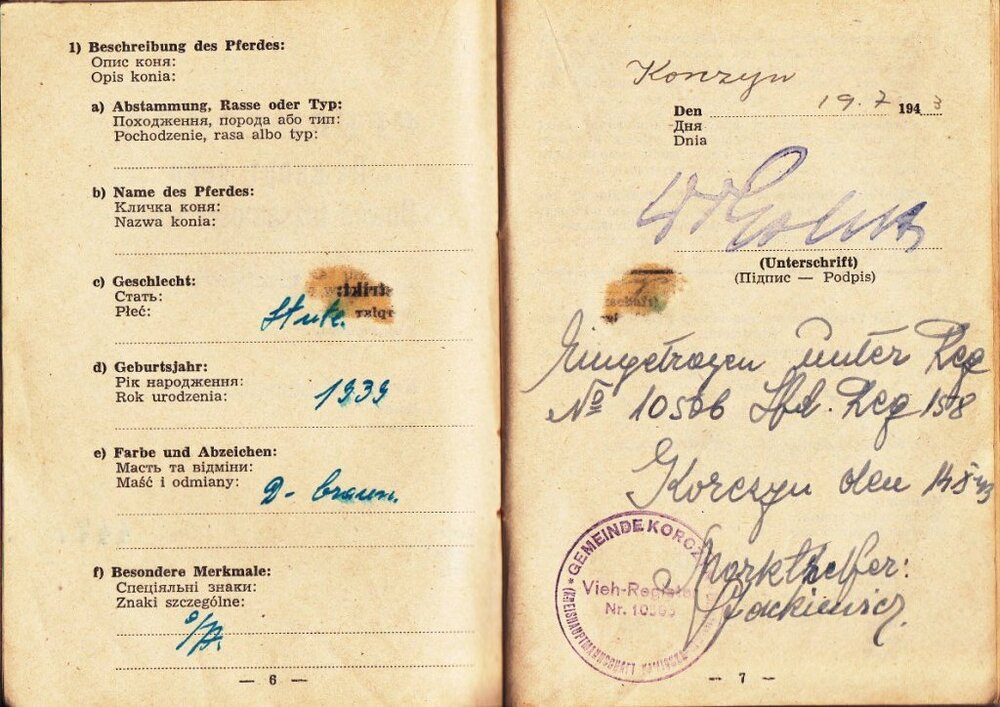 1) Beschreibung des Pferdes:
Опис коня:
Opis konia:
a) Abstammung, Rasse oder Typ:
Походження, порода або тип:
Pochodzenie, rasa albo typ:
b) Name des Pferdes:
Кличка коня:
Nazwa konia:
c) Geschlecht:
Стать:
Płeć:
Stute.
d) Geburtsjahr:
Рік народження:
Rok urodzenia:
1939
e) Farbe und Abzeichen:
Масть та відміни:
Maść i odmiany:
D- braun.
f) Besondere Merkmale:
Спеціяльні знаки:
Znaki szczególne:
— 6 —
Korczyn
Den 19.7 1943
Дня
Dnia
(Unterschrift)
(Підпис — Podpis)
Eingetragen unter Reg
№ 10506 Lfd. Reg 158
Korczyn den 14.X 43
Markthelfer:
GEMEINDE KORCZ
Vieh-Register
Nr.
KREISHAUPTMANNSCHAFT
— 7 —